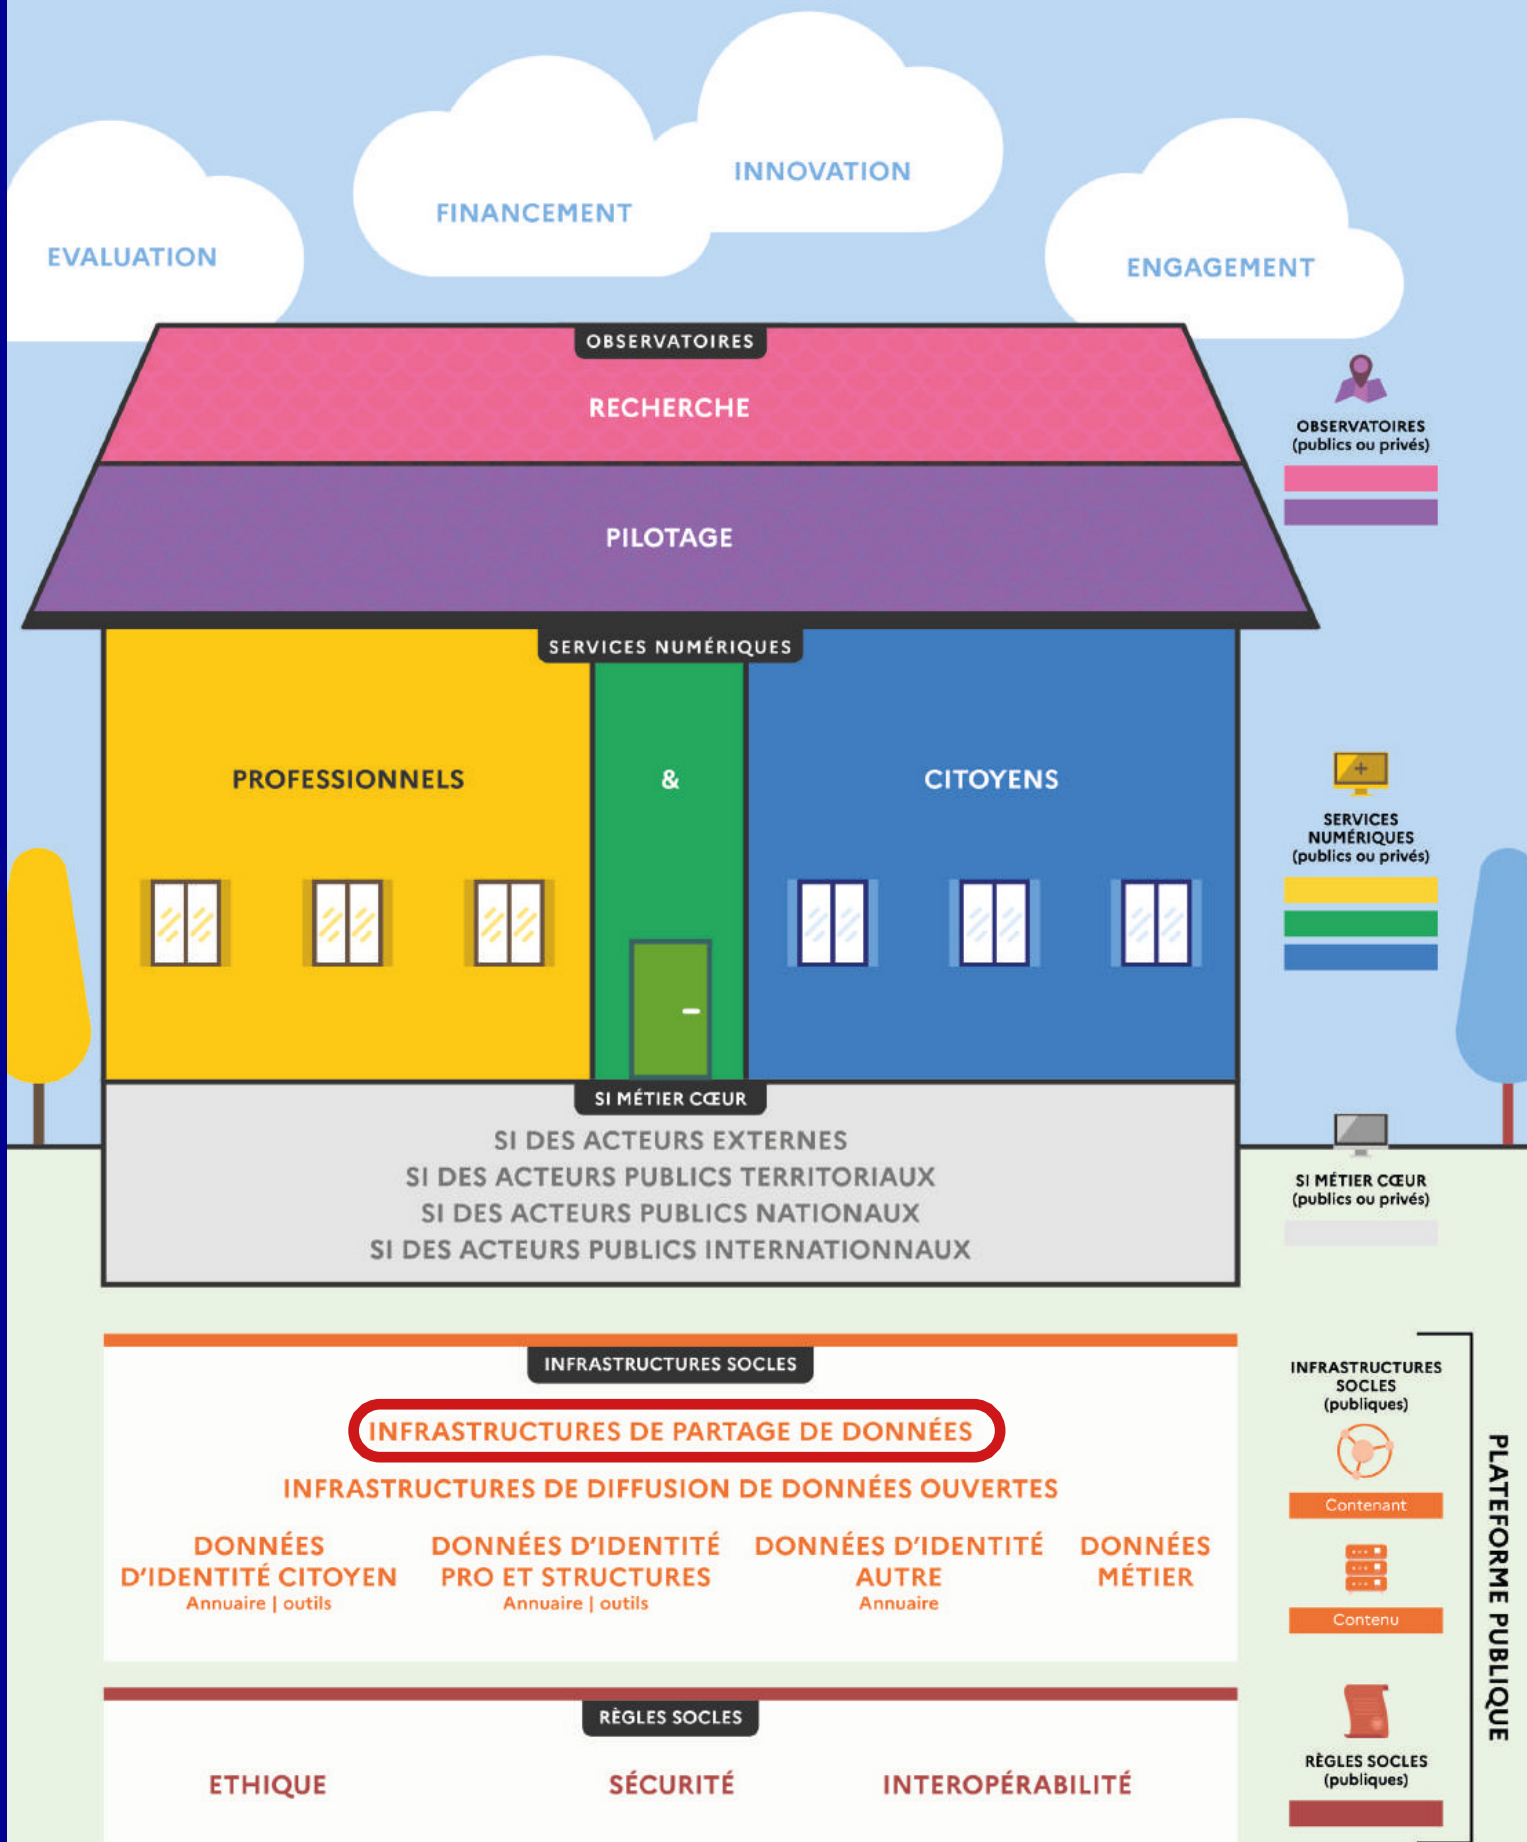 INNOVATION
FINANCEMENT
EVALUATION
ENGAGEMENT
OBSERVATOIRES
RECHERCHE
PILOTAGE
OBSERVATOIRES
(publics ou privés)
SERVICES NUMÉRIQUES
PROFESSIONNELS
&
CITOYENS
SERVICES
NUMÉRIQUES
(publics ou privés)
SI MÉTIER CŒUR
SI DES ACTEURS EXTERNES
SI DES ACTEURS PUBLICS TERRITORIAUX
SI DES ACTEURS PUBLICS NATIONAUX
SI DES ACTEURS PUBLICS INTERNATIONNAUX
SI MÉTIER CŒUR
(publics ou privés)
INFRASTRUCTURES SOCLES
INFRASTRUCTURES DE PARTAGE DE DONNÉES
INFRASTRUCTURES DE DIFFUSION DE DONNÉES OUVERTES
DONNÉES
D'IDENTITÉ CITOYEN
Annuaire | outils
DONNÉES D'IDENTITÉ
PRO ET STRUCTURES
Annuaire | outils
DONNÉES D'IDENTITÉ
AUTRE
Annuaire
DONNÉES
MÉTIER
INFRASTRUCTURES
SOCLES
(publiques)
Contenant
Contenu
RÈGLES SOCLES
ETHIQUE
SÉCURITÉ
INTEROPÉRABILITÉ
RÈGLES SOCLES
(publiques)
PLATEFORME PUBLIQUE